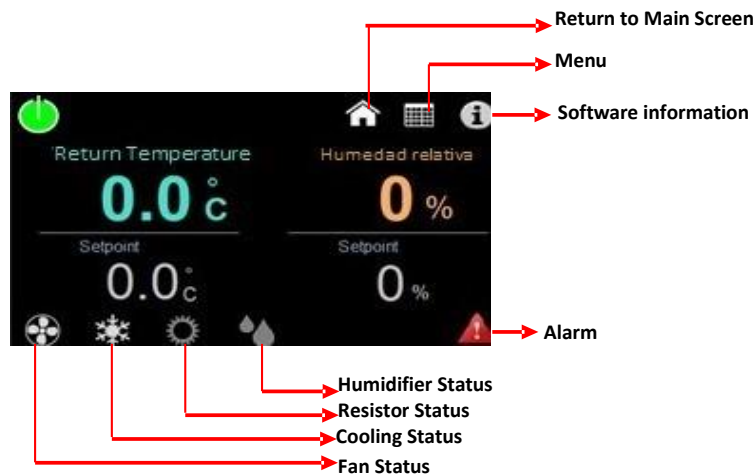 Return to Main Screen
Menu
Software information
Return Temperature
Humedad relativa
0.0 °C
0 %
Setpoint
Setpoint
0.0 °C
0 %
Alarm
Humidifier Status
Resistor Status
Cooling Status
Fan Status